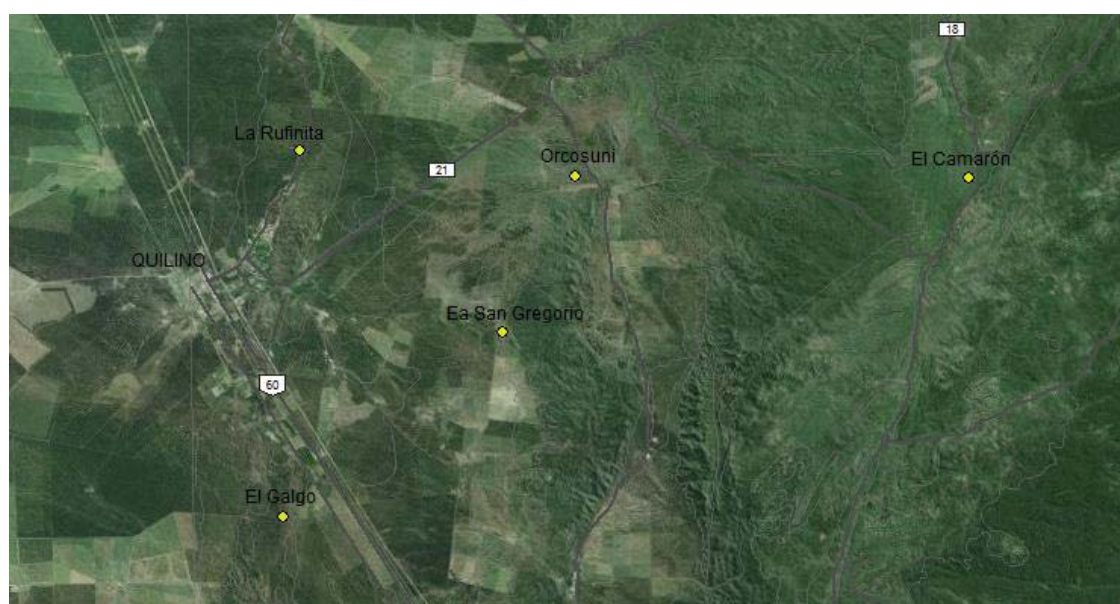 18
La Rufinita
Orcosuni
El Camarón
21
QUILINO
Ea San Gregorio
60
El Galgo